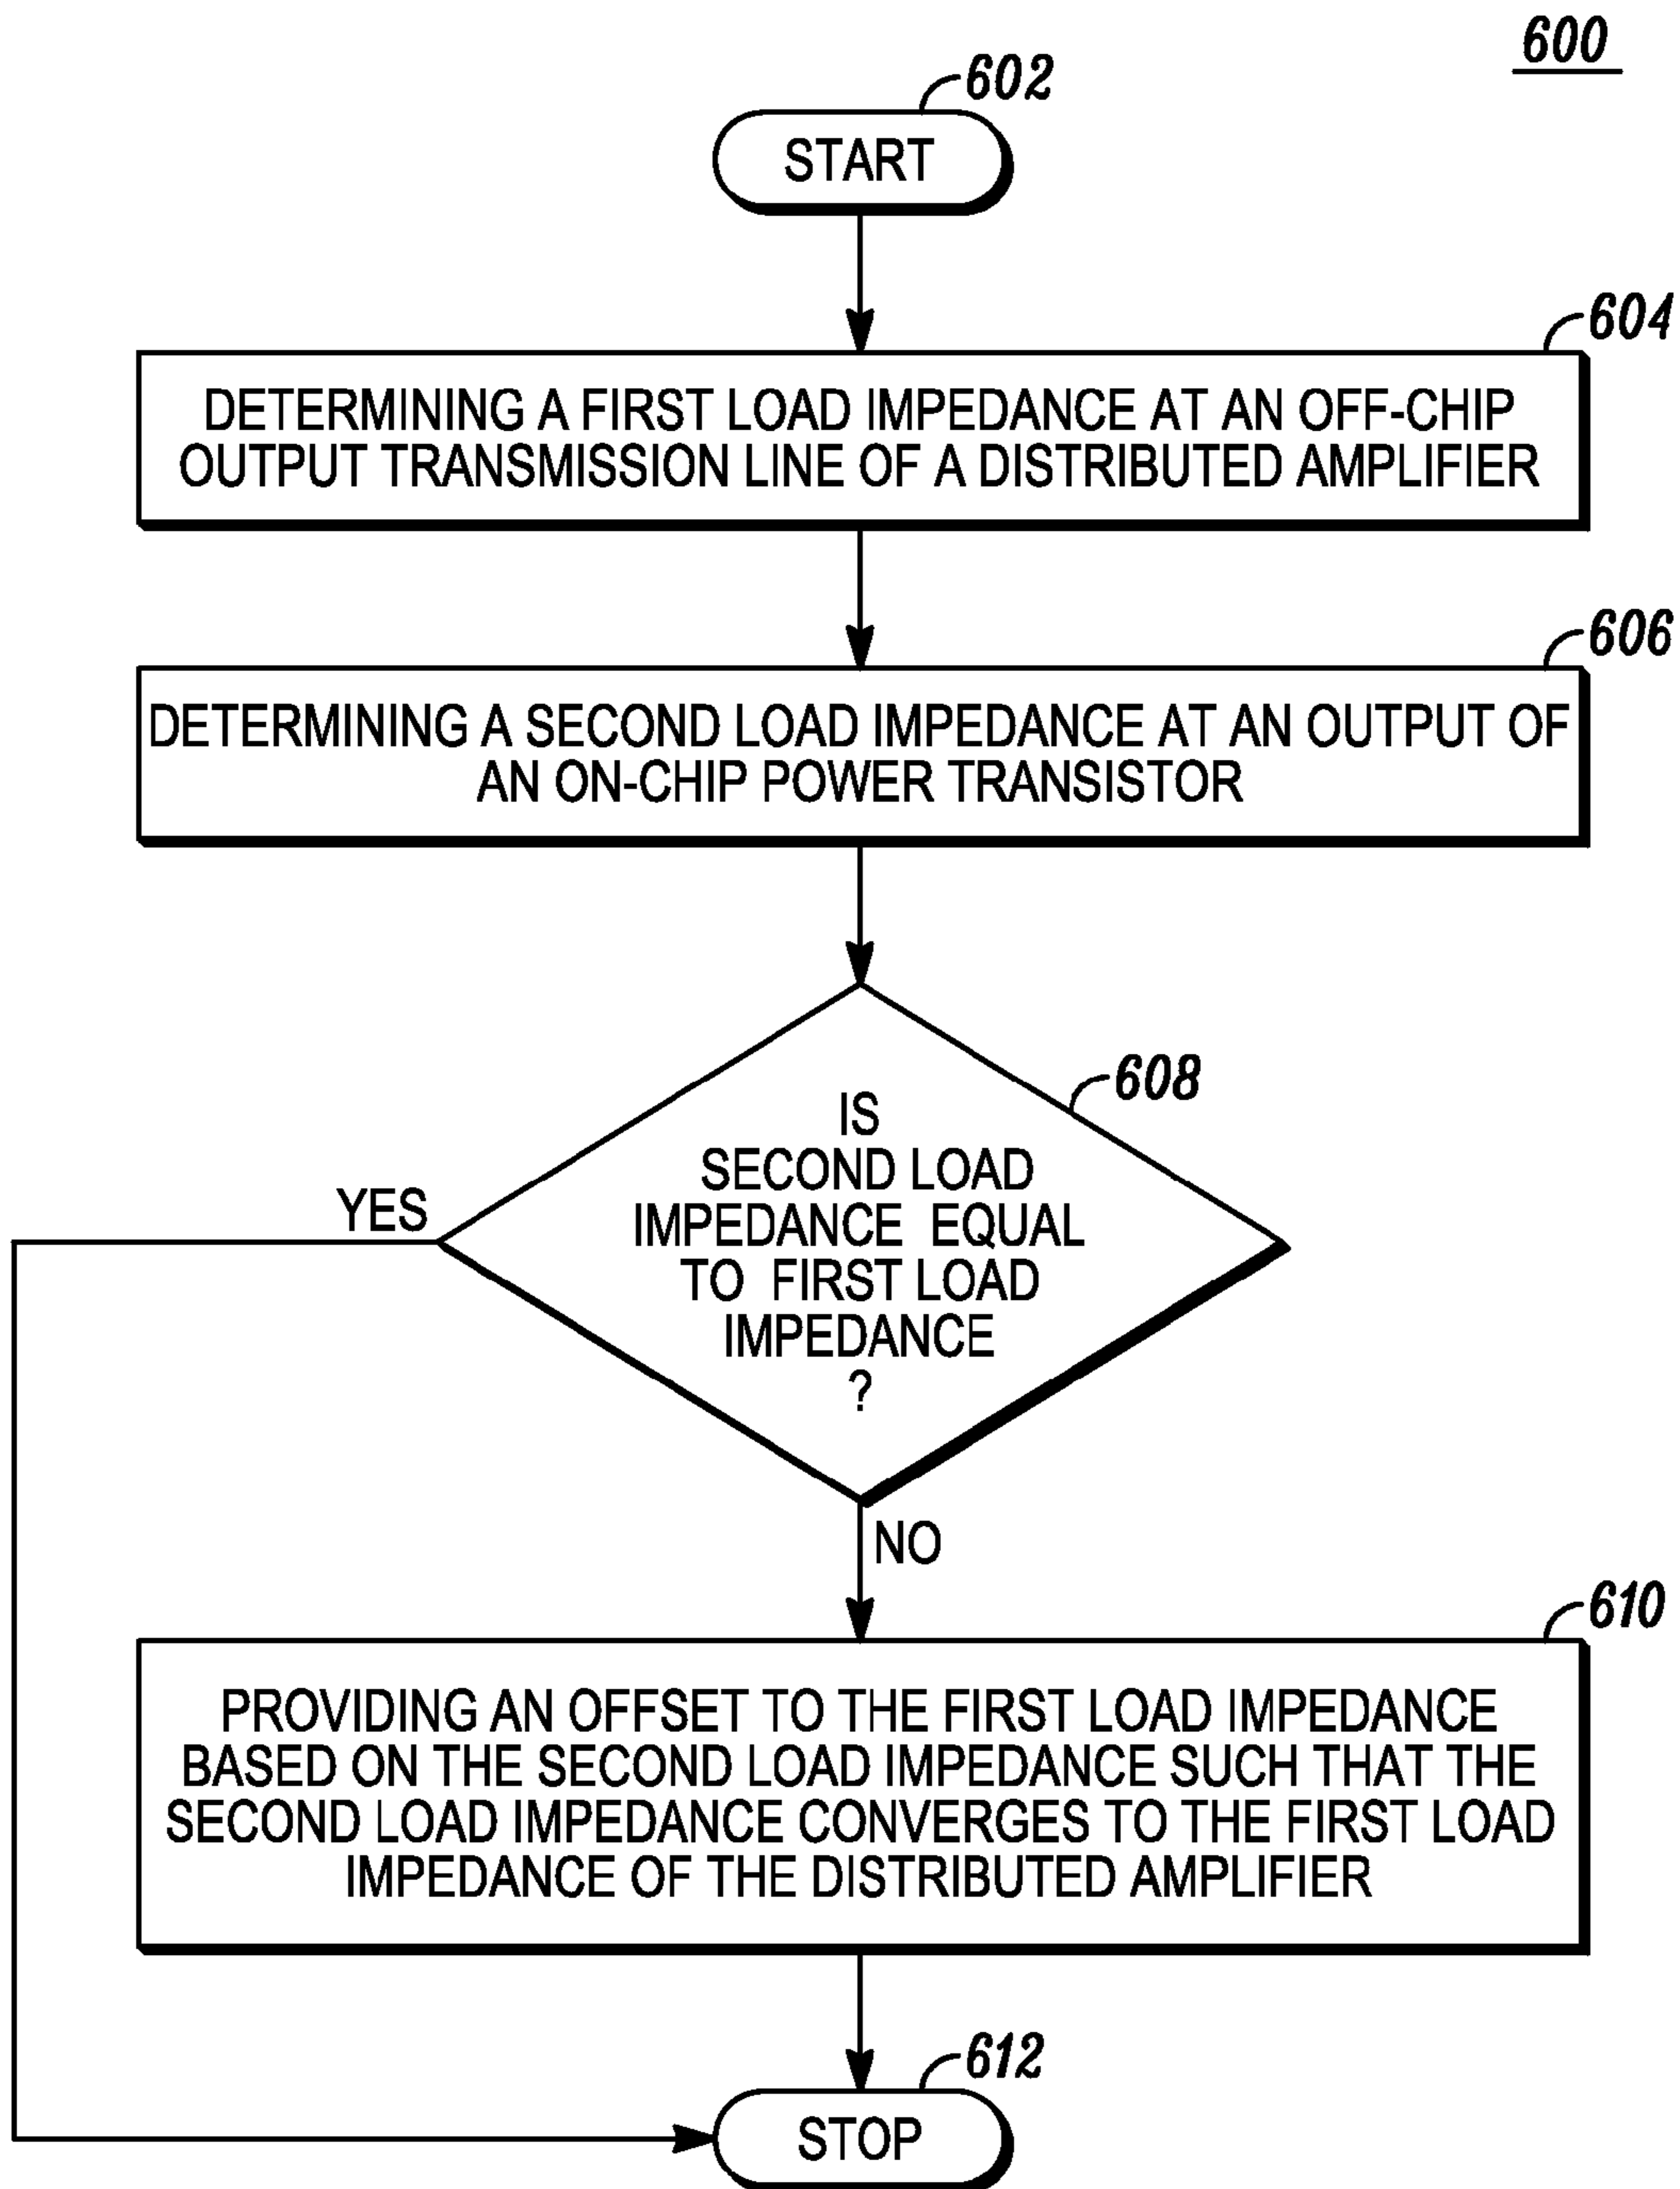 600
602
START
604
DETERMINING A FIRST LOAD IMPEDANCE AT AN OFF-CHIP
OUTPUT TRANSMISSION LINE OF A DISTRIBUTED AMPLIFIER
606
DETERMINING A SECOND LOAD IMPEDANCE AT AN OUTPUT OF
AN ON-CHIP POWER TRANSISTOR
608
IS
SECOND LOAD
IMPEDANCE EQUAL
TO FIRST LOAD
IMPEDANCE
?
YES
NO
610
PROVIDING AN OFFSET TO THE FIRST LOAD IMPEDANCE
BASED ON THE SECOND LOAD IMPEDANCE SUCH THAT THE
SECOND LOAD IMPEDANCE CONVERGES TO THE FIRST LOAD
IMPEDANCE OF THE DISTRIBUTED AMPLIFIER
612
STOP